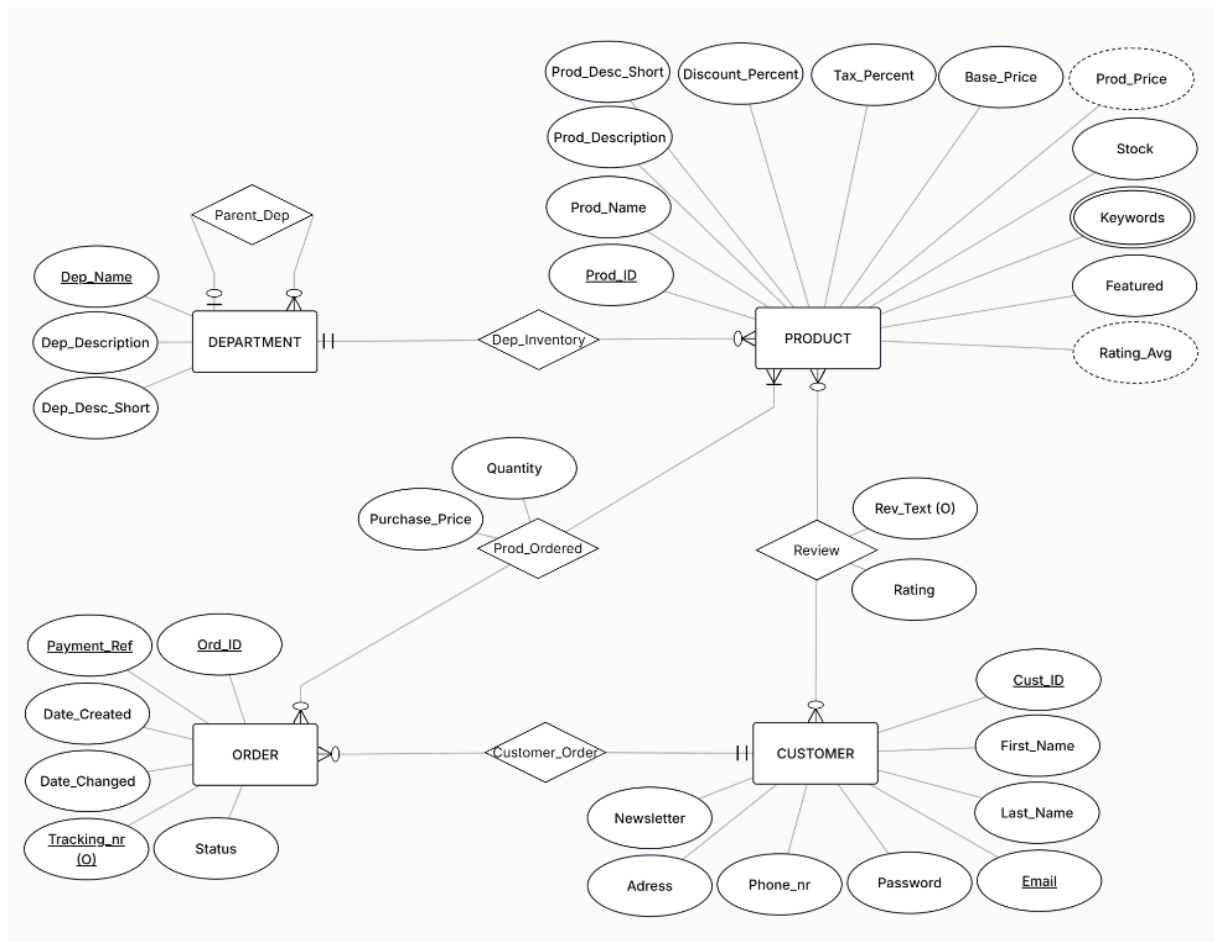 Prod_Desc_Short
Discount_Percent
Tax_Percent
Base_Price
Prod_Price
Prod_Description
Stock
Parent_Dep
Prod_Name
Keywords
Dep_Name
Prod_ID
Featured
Dep_Description
DEPARTMENT
Dep_Inventory
PRODUCT
Rating_Avg
Dep_Desc_Short
Quantity
Purchase_Price
Rev_Text (O)
Prod_Ordered
Review
Rating
Payment_Ref
Ord_ID
Cust_ID
Date_Created
First_Name
ORDER
Customer_Order
CUSTOMER
Date_Changed
Last_Name
Newsletter
Tracking_nr
(O)
Status
Adress
Phone_nr
Password
Email